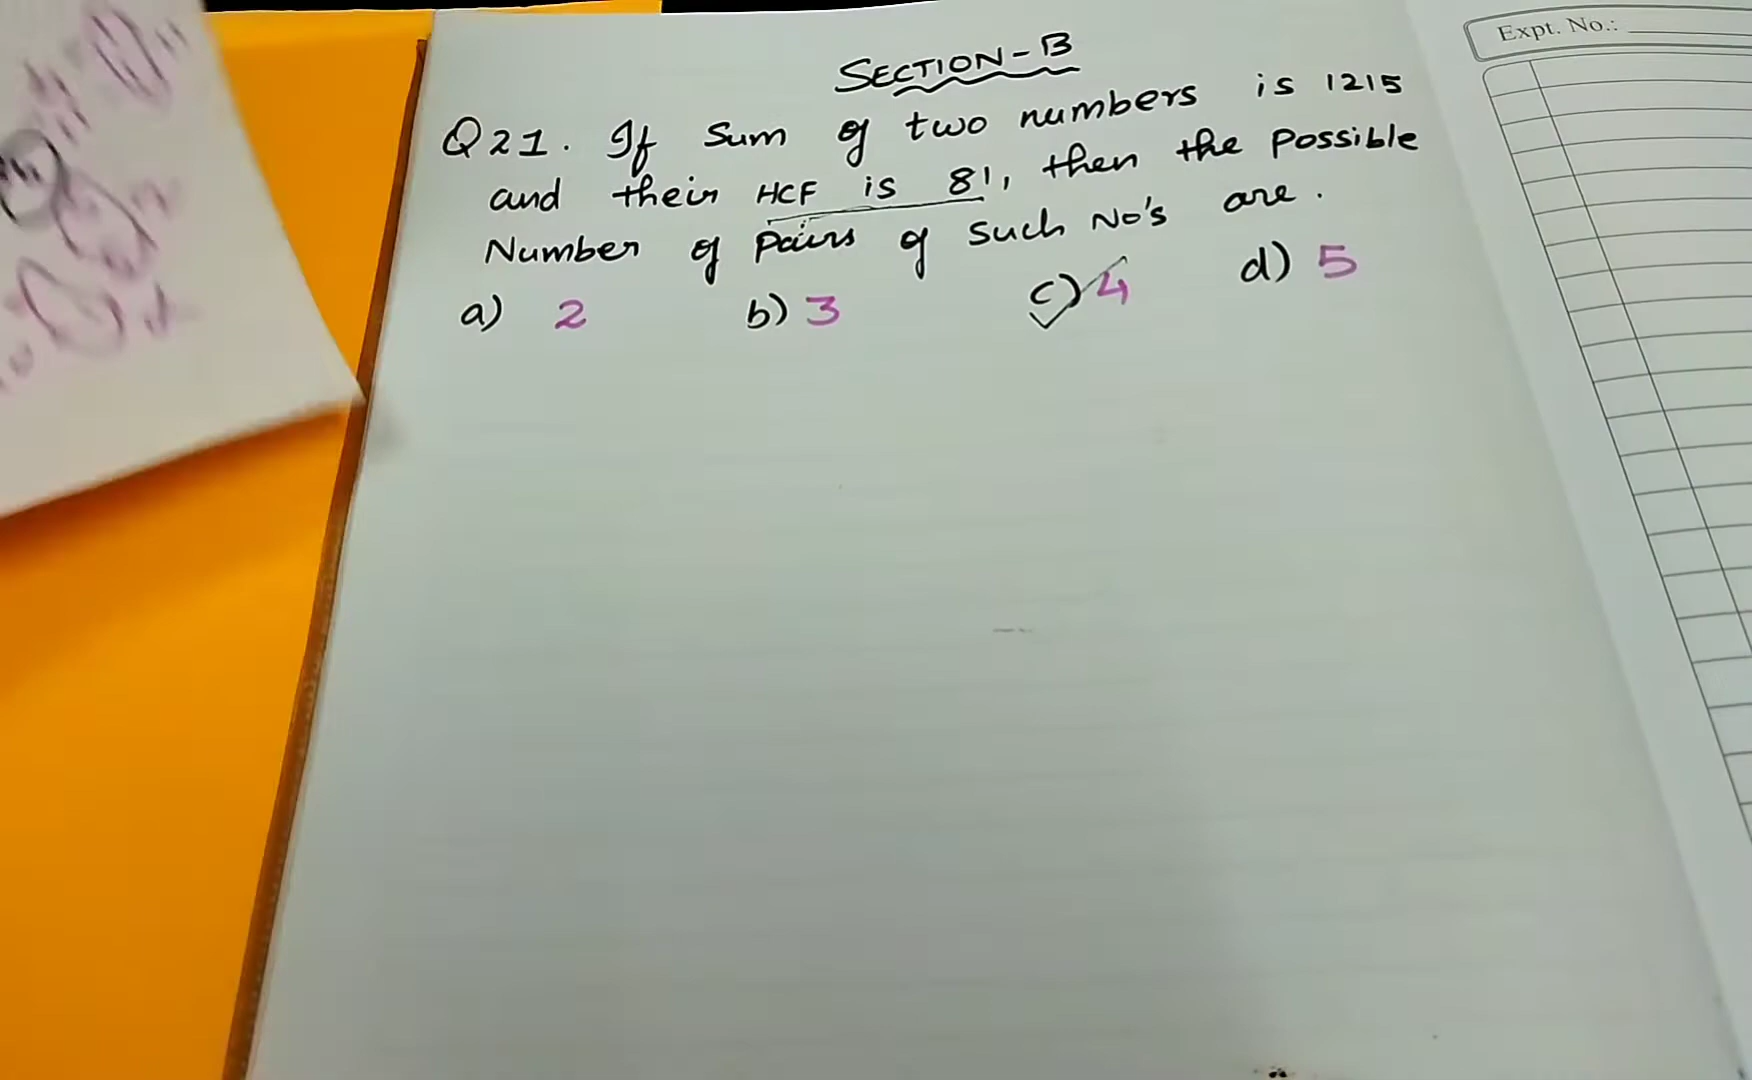 SECTION-B
Q21. If Sum of two numbers is 1215
and their HCF is 81, then the Possible
Number of Pairs of Such No's are.
a) 2 b) 3 c) 4 d) 5
Expt. No.: